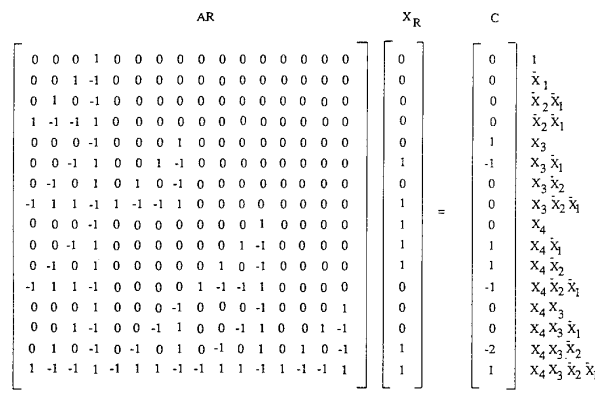 AR X_R C
0 0 0 1 0 0 0 0 0 0 0 0 0 0 0 0 0 0 1
0 0 1 -1 0 0 0 0 0 0 0 0 0 0 0 0 0 0 x̄₁
0 1 0 -1 0 0 0 0 0 0 0 0 0 0 0 0 0 0 x̄₂x̄₁
1 -1 -1 1 0 0 0 0 0 0 0 0 0 0 0 0 0 0 x̄₂x̄₁
0 0 0 -1 0 0 0 1 0 0 0 0 0 0 0 0 0 1 x₃
0 0 -1 1 0 0 1 -1 0 0 0 0 0 0 0 0 1 -1 x₃x̄₁
0 -1 0 1 0 1 0 -1 0 0 0 0 0 0 0 0 0 0 x₃x̄₂
-1 1 1 -1 1 -1 -1 1 0 0 0 0 0 0 0 0 1 0 x₃x̄₂x̄₁
0 0 0 -1 0 0 0 0 0 0 0 1 0 0 0 0 1 = 0 x₄
0 0 -1 1 0 0 0 0 0 0 1 -1 0 0 0 0 1 1 x₄x̄₁
0 -1 0 1 0 0 0 0 0 1 0 -1 0 0 0 0 1 1 x₄x̄₂
-1 1 1 -1 0 0 0 0 1 -1 -1 1 0 0 0 0 0 -1 x₄x̄₂x̄₁
0 0 0 1 0 0 0 -1 0 0 0 -1 0 0 0 1 0 0 x₄x₃
0 0 1 -1 0 0 -1 1 0 0 -1 1 0 0 1 -1 0 0 x₄x₃x̄₁
0 1 0 -1 0 -1 0 1 0 -1 0 1 0 1 0 -1 1 -2 x₄x₃x̄₂
1 -1 -1 1 -1 1 1 -1 -1 1 1 -1 1 -1 -1 1 1 1 x₄x₃x̄₂x̄